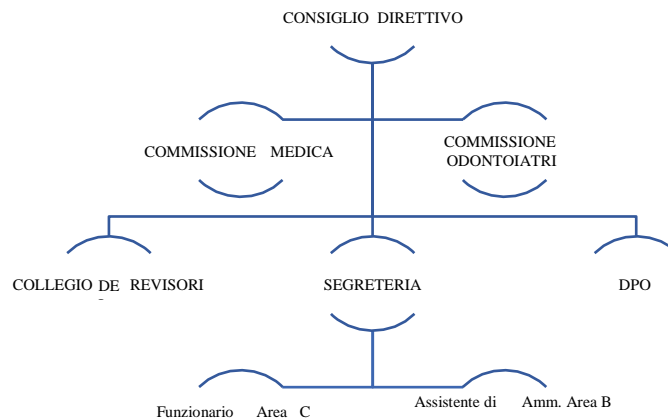 CONSIGLIO DIRETTIVO
COMMISSIONE MEDICA
COMMISSIONE
ODONTOIATRI
COLLEGIO DE REVISORI
SEGRETERIA
DPO
Funzionario Area C
Assistente di Amm. Area B